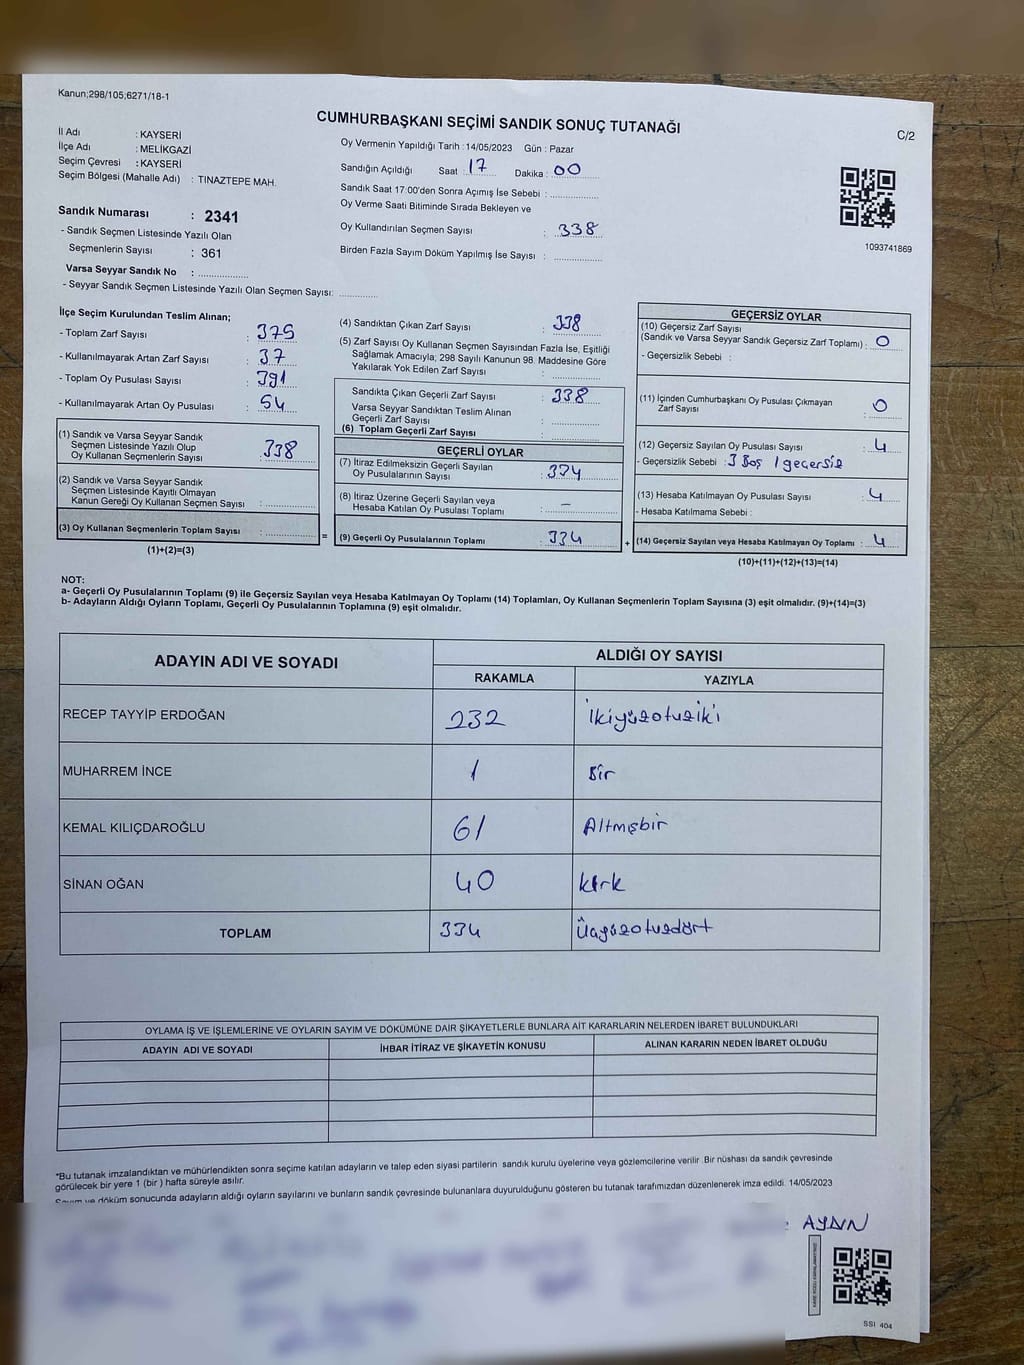 Kanun;298/105;6271/18-1
CUMHURBAŞKANI SEÇİMİ SANDIK SONUÇ TUTANAĞI
C/2
İl Adı : KAYSERİ
İlçe Adı : MELİKGAZİ
Seçim Çevresi : KAYSERİ
Seçim Bölgesi (Mahalle Adı) : TINAZTEPE MAH.
Sandık Numarası : 2341
- Sandık Seçmen Listesinde Yazılı Olan
Seçmenlerin Sayısı : 361
Varsa Seyyar Sandık No : ..............
- Seyyar Sandık Seçmen Listesinde Yazılı Olan Seçmen Sayısı: ............
Oy Vermenin Yapıldığı Tarih : 14/05/2023 Gün : Pazar
Sandığın Açıldığı Saat : 17 Dakika : 00
Sandık Saat 17:00'den Sonra Açımış İse Sebebi : ..............
Oy Verme Saati Bitiminde Sırada Bekleyen ve
Oy Kullandırılan Seçmen Sayısı : 338
Birden Fazla Sayım Döküm Yapılmış İse Sayısı : ..............
1093741869
İlçe Seçim Kurulundan Teslim Alınan;
- Toplam Zarf Sayısı : 375
- Kullanılmayarak Artan Zarf Sayısı : 37
- Toplam Oy Pusulası Sayısı : 391
- Kullanılmayarak Artan Oy Pusulası : 54
(1) Sandık ve Varsa Seyyar Sandık
Seçmen Listesinde Yazılı Olup
Oy Kullanan Seçmenlerin Sayısı : 338
(2) Sandık ve Varsa Seyyar Sandık
Seçmen Listesinde Kayıtlı Olmayan
Kanun Gereği Oy Kullanan Seçmen Sayısı : ..............
(3) Oy Kullanan Seçmenlerin Toplam Sayısı : .............. =
(1)+(2)=(3)
(4) Sandıktan Çıkan Zarf Sayısı : 338
(5) Zarf Sayısı Oy Kullanan Seçmen Sayısından Fazla İse, Eşitliği
Sağlamak Amacıyla; 298 Sayılı Kanunun 98. Maddesine Göre
Yakılarak Yok Edilen Zarf Sayısı : ..............
Sandıkta Çıkan Geçerli Zarf Sayısı : 338
Varsa Seyyar Sandıktan Teslim Alınan
Geçerli Zarf Sayısı : ..............
(6) Toplam Geçerli Zarf Sayısı : ..............
GEÇERLİ OYLAR
(7) İtiraz Edilmeksizin Geçerli Sayılan
Oy Pusulalarının Sayısı : 334
(8) İtiraz Üzerine Geçerli Sayılan veya
Hesaba Katılan Oy Pusulası Toplamı : –
(9) Geçerli Oy Pusulalarının Toplamı : 334 +
GEÇERSİZ OYLAR
(10) Geçersiz Zarf Sayısı
(Sandık ve Varsa Seyyar Sandık Geçersiz Zarf Toplamı) : 0
- Geçersizlik Sebebi :
(11) İçinden Cumhurbaşkanı Oy Pusulası Çıkmayan
Zarf Sayısı : 0
(12) Geçersiz Sayılan Oy Pusulası Sayısı : 4
- Geçersizlik Sebebi : 3 Boş 1 geçersiz
(13) Hesaba Katılmayan Oy Pusulası Sayısı : 4
- Hesaba Katılmama Sebebi :
(14) Geçersiz Sayılan veya Hesaba Katılmayan Oy Toplamı : 4
(10)+(11)+(12)+(13)=(14)
NOT:
a- Geçerli Oy Pusulalarının Toplamı (9) ile Geçersiz Sayılan veya Hesaba Katılmayan Oy Toplamı (14) Toplamları, Oy Kullanan Seçmenlerin Toplam Sayısına (3) eşit olmalıdır. (9)+(14)=(3)
b- Adayların Aldığı Oyların Toplamı, Geçerli Oy Pusulalarının Toplamına (9) eşit olmalıdır.
ADAYIN ADI VE SOYADI ALDIĞI OY SAYISI
RAKAMLA YAZIYLA
RECEP TAYYİP ERDOĞAN 232 ikiyüzotuziki
MUHARREM İNCE 1 Bir
KEMAL KILIÇDAROĞLU 61 Altmışbir
SİNAN OĞAN 40 kırk
TOPLAM 334 Üçyüzotuzdört
OYLAMA İŞ VE İŞLEMLERİNE VE OYLARIN SAYIM VE DÖKÜMÜNE DAİR ŞİKAYETLERLE BUNLARA AİT KARARLARIN NELERDEN İBARET BULUNDUKLARI
ADAYIN ADI VE SOYADI İHBAR İTİRAZ VE ŞİKAYETİN KONUSU ALINAN KARARIN NEDEN İBARET OLDUĞU
*Bu tutanak imzalandıktan ve mühürlendikten sonra seçime katılan adayların ve talep eden siyasi partilerin sandık kurulu üyelerine veya gözlemcilerine verilir .Bir nüshası da sandık çevresinde
görülecek bir yere 1 (bir ) hafta süreyle asılır.
Sayım ve döküm sonucunda adayların aldığı oyların sayılarını ve bunların sandık çevresinde bulunanlara duyurulduğunu gösteren bu tutanak tarafımızdan düzenlenerek imza edildi. 14/05/2023
AYDIN
SSI 404